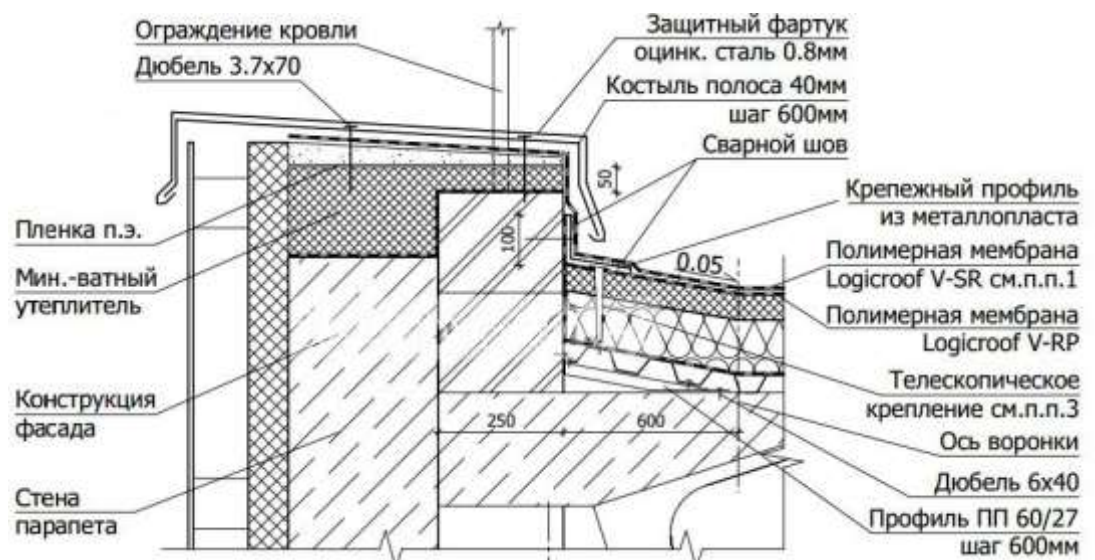 Ограждение кровли
Дюбель 3.7х70
Защитный фартук
оцинк. сталь 0.8мм
Костыль полоса 40мм
шаг 600мм
Сварной шов
50
Крепежный профиль
из металлопласта
100
0.05
Пленка п.э.
Мин.-ватный
утеплитель
Полимерная мембрана
Logicroof V-SR см.п.п.1
Полимерная мембрана
Logicroof V-RP
Телескопическое
крепление см.п.п.3
Конструкция
фасада
250
600
Ось воронки
Дюбель 6х40
Стена
парапета
Профиль ПП 60/27
шаг 600мм